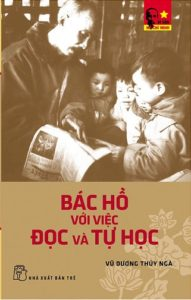 BÁC HỒ
VỚI VIỆC
ĐỌC VÀ TỰ HỌC
VŨ DƯƠNG THÚY NGÀ
NHÀ XUẤT BẢN TRẺ